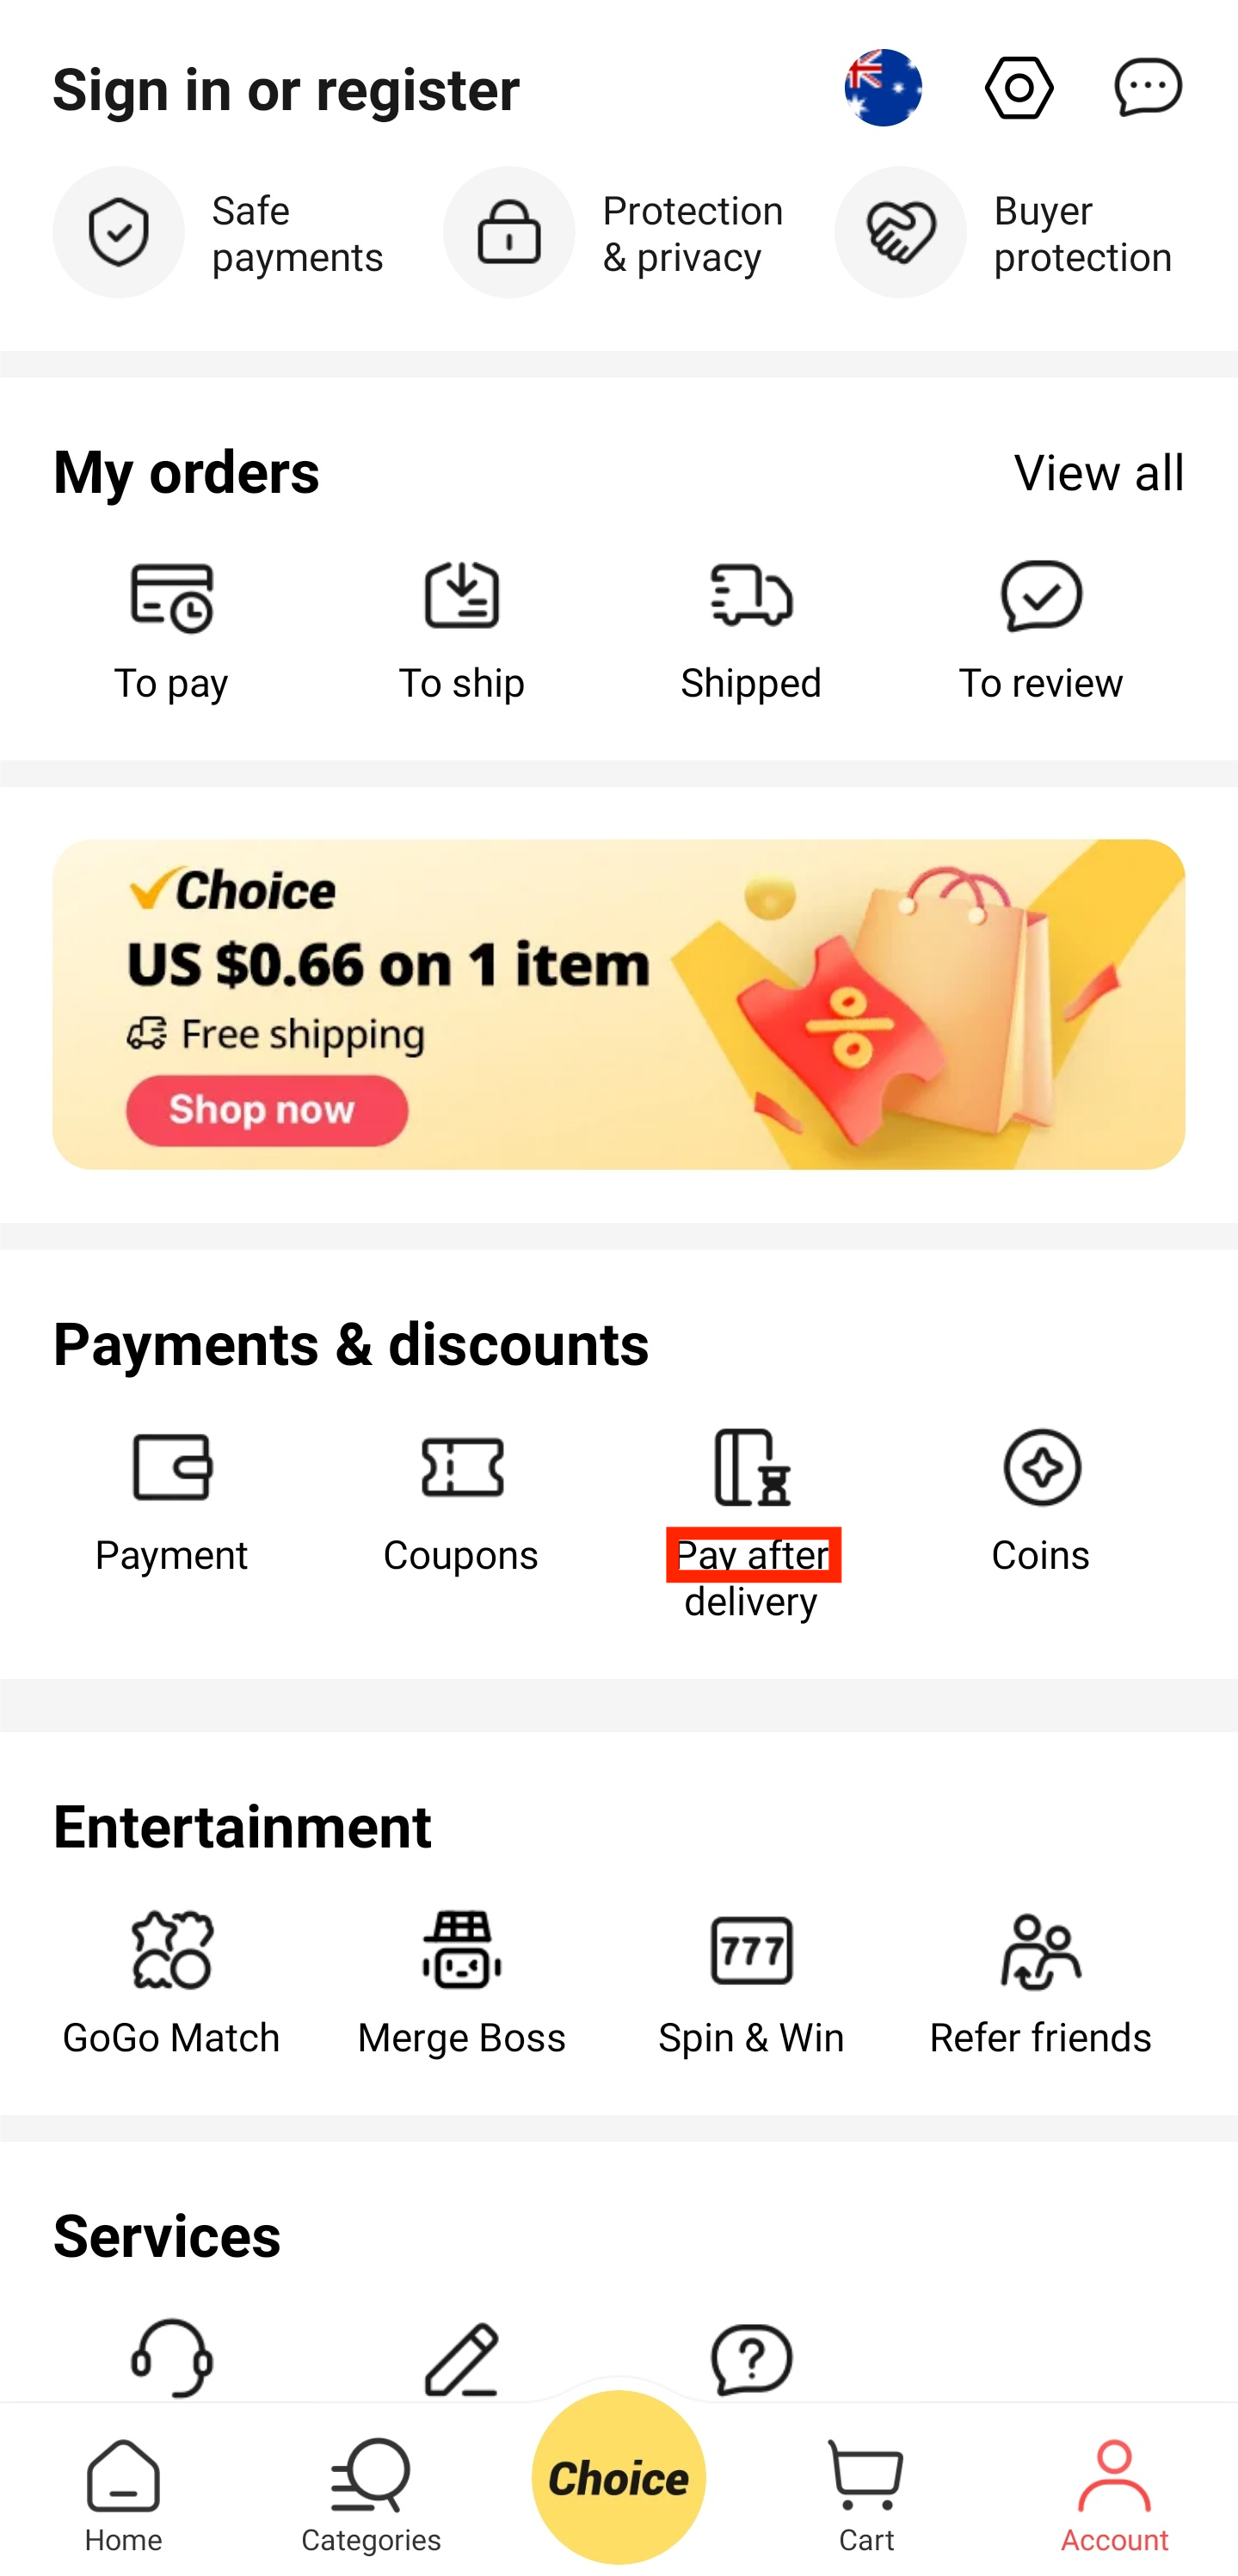 Sign in or register
Safe
payments
Protection
& privacy
Buyer
protection
My orders
View all
To pay
To ship
Shipped
To review
Choice
US $0.66 on 1 item
Free shipping
Shop now
Payments & discounts
Payment
Coupons
Pay after
delivery
Coins
Entertainment
777
GoGo Match
Merge Boss
Spin & Win
Refer friends
Services
Home
Categories
Choice
Cart
Account